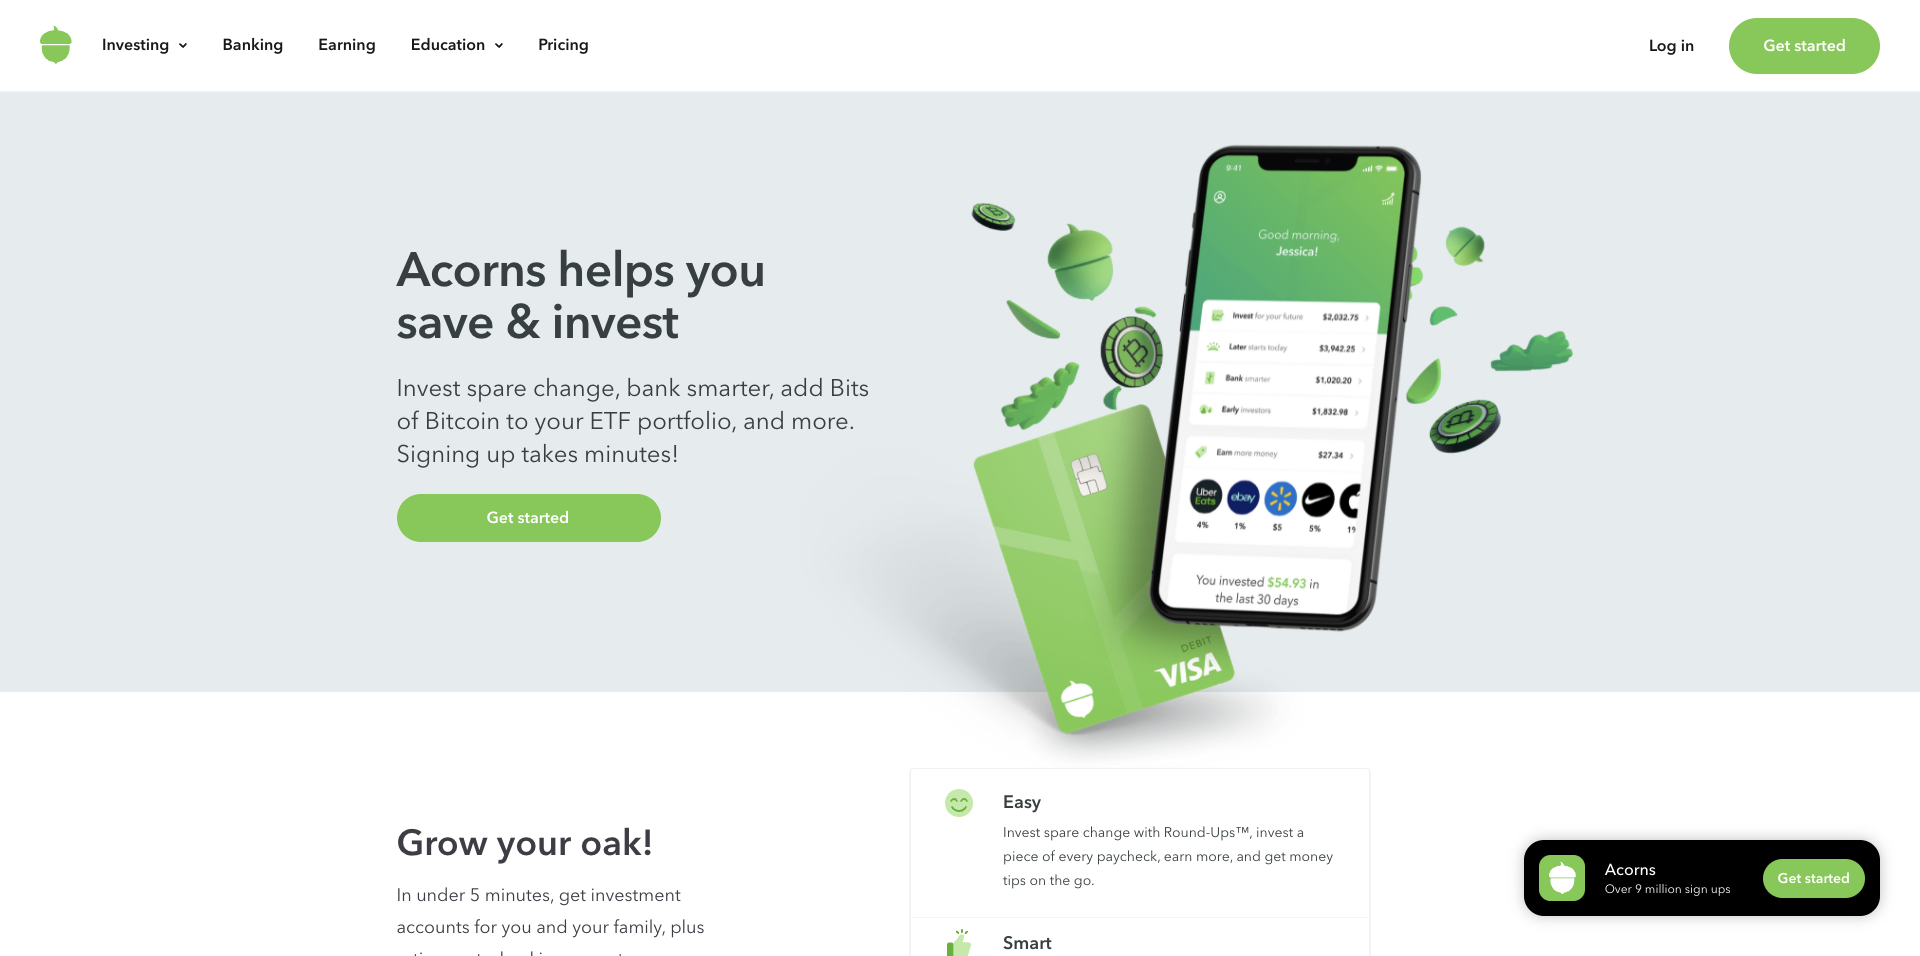 Investing
Banking
Earning
Education
Pricing
Log in
Get started
Acorns helps you
save & invest
Invest spare change, bank smarter, add Bits
of Bitcoin to your ETF portfolio, and more.
Signing up takes minutes!
Get started
9:41
Good morning,
Jessica!
Invest for your future $2,032.75
Later starts today $3,942.25
Bank smarter $1,020.20
Early investors $1,832.98
Earn more money $27.34
Uber
Eats
ebay
4% 1% $5 5%
You invested $54.93 in
the last 30 days
DEBIT
VISA
Grow your oak!
In under 5 minutes, get investment
accounts for you and your family, plus
Easy
Invest spare change with Round-Ups™, invest a
piece of every paycheck, earn more, and get money
tips on the go.
Smart
Acorns
Over 9 million sign ups
Get started